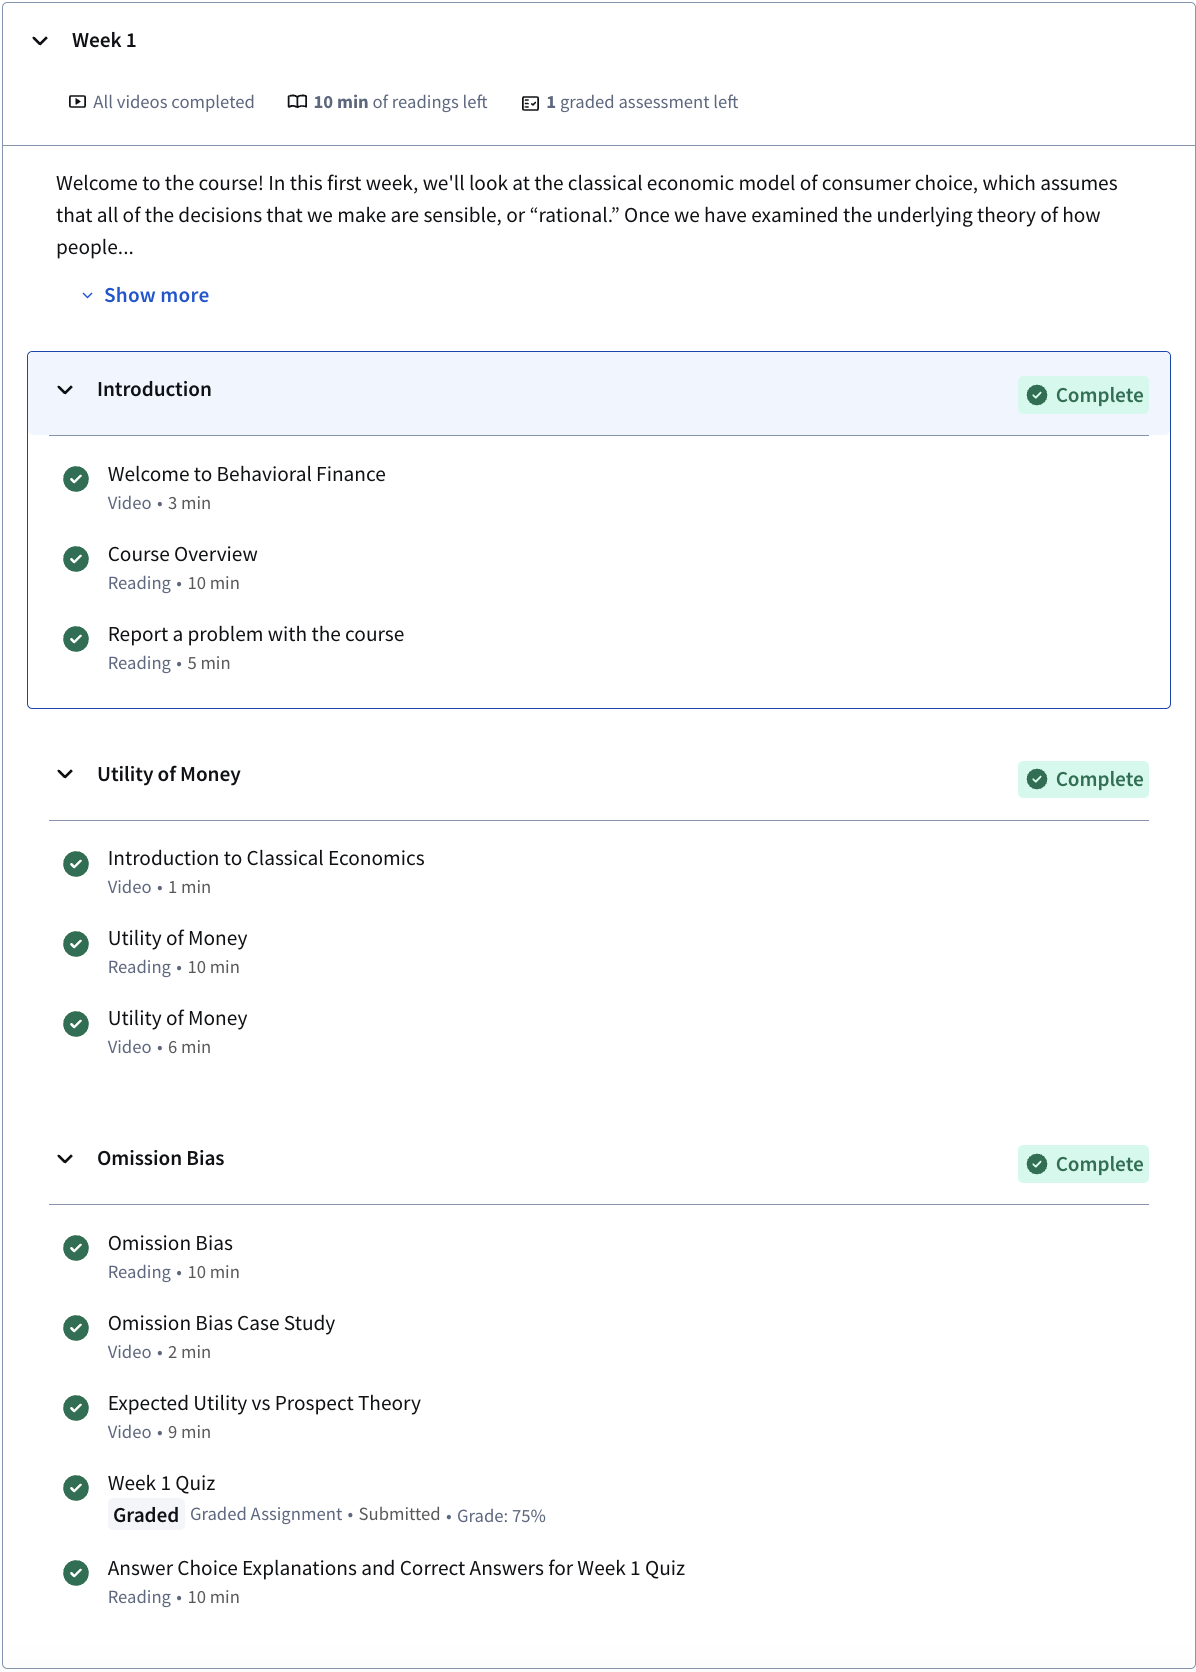 Week 1
All videos completed 10 min of readings left 1 graded assessment left
Welcome to the course! In this first week, we'll look at the classical economic model of consumer choice, which assumes
that all of the decisions that we make are sensible, or “rational.” Once we have examined the underlying theory of how
people...
Show more
Introduction Complete
Welcome to Behavioral Finance
Video • 3 min
Course Overview
Reading • 10 min
Report a problem with the course
Reading • 5 min
Utility of Money Complete
Introduction to Classical Economics
Video • 1 min
Utility of Money
Reading • 10 min
Utility of Money
Video • 6 min
Omission Bias Complete
Omission Bias
Reading • 10 min
Omission Bias Case Study
Video • 2 min
Expected Utility vs Prospect Theory
Video • 9 min
Week 1 Quiz
Graded Graded Assignment • Submitted • Grade: 75%
Answer Choice Explanations and Correct Answers for Week 1 Quiz
Reading • 10 min